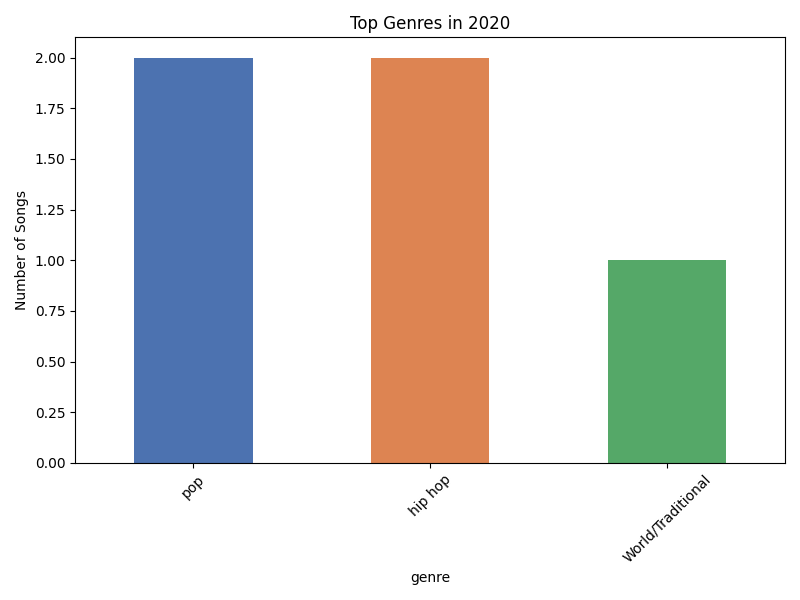 Top Genres in 2020
Number of Songs
2.00
1.75
1.50
1.25
1.00
0.75
0.50
0.25
0.00
pop
hip hop
World/Traditional
genre